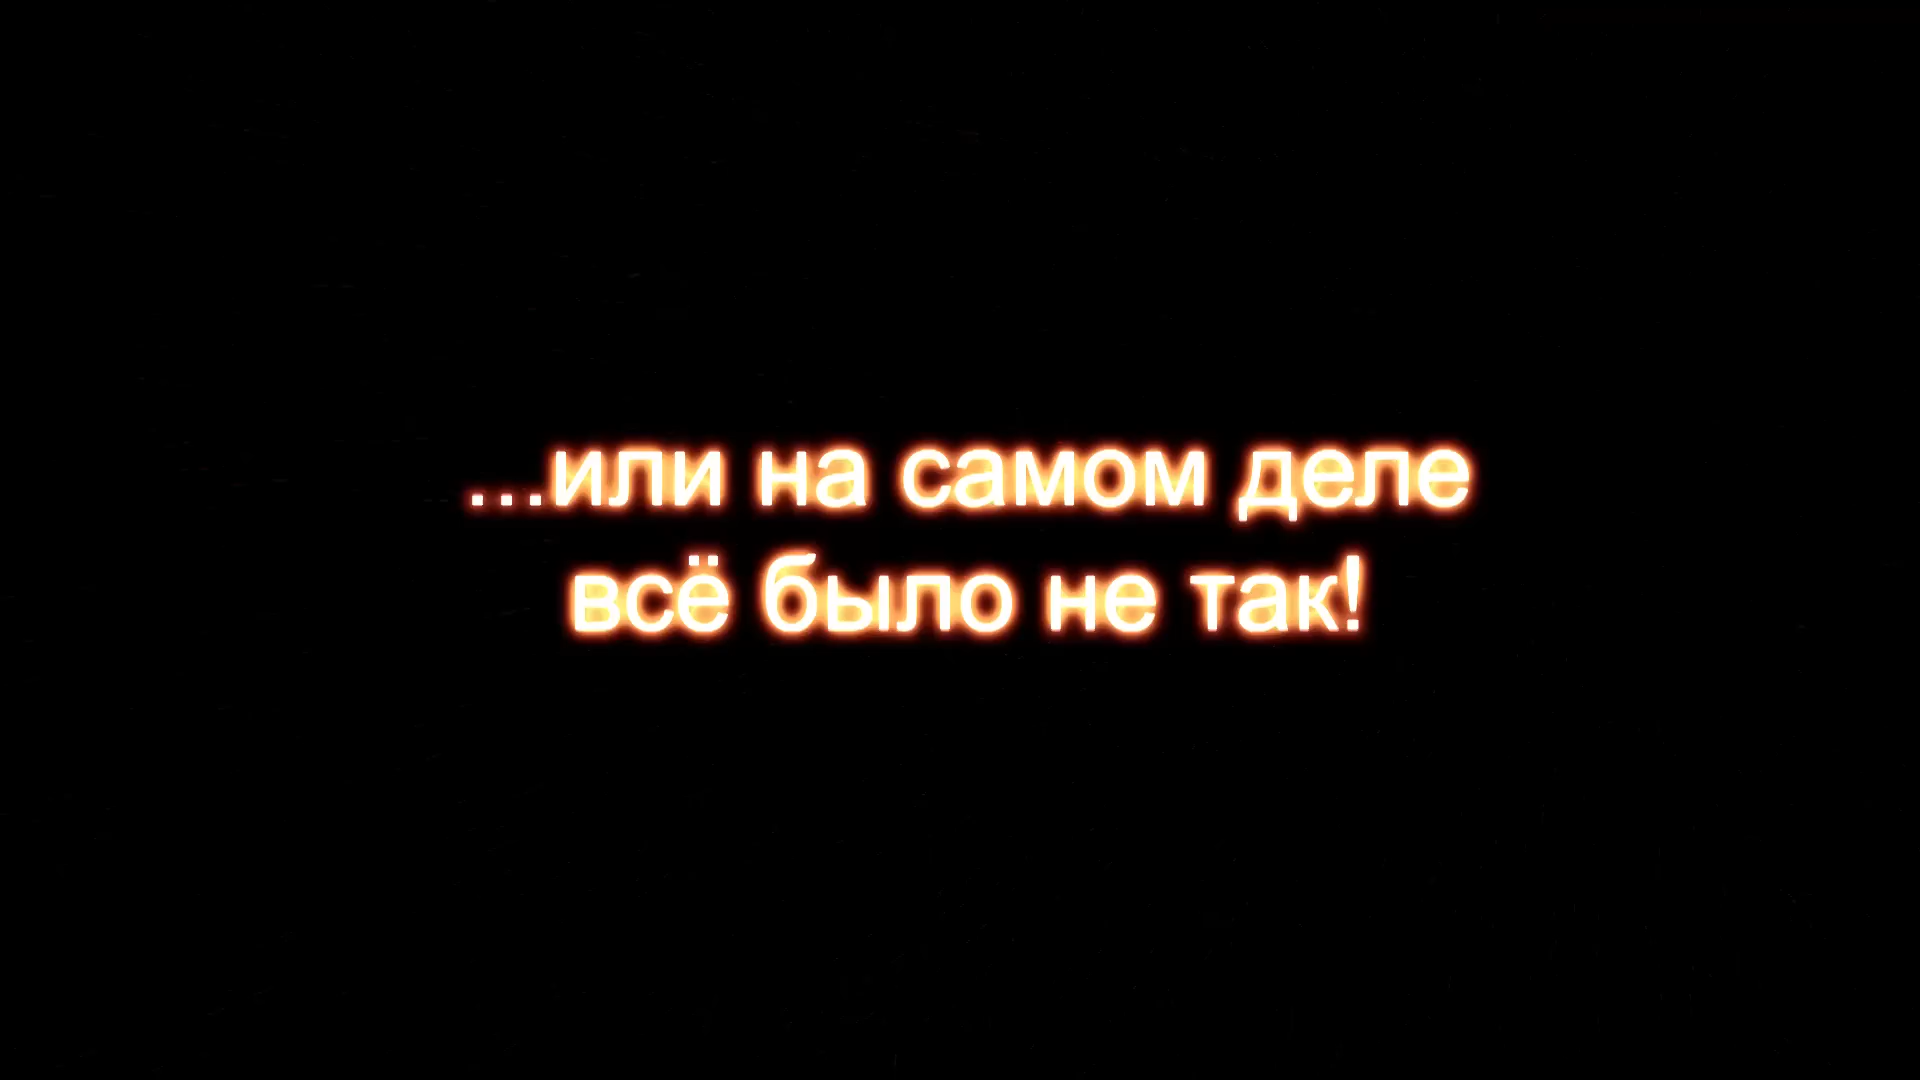 ...или на самом деле
всё было не так!